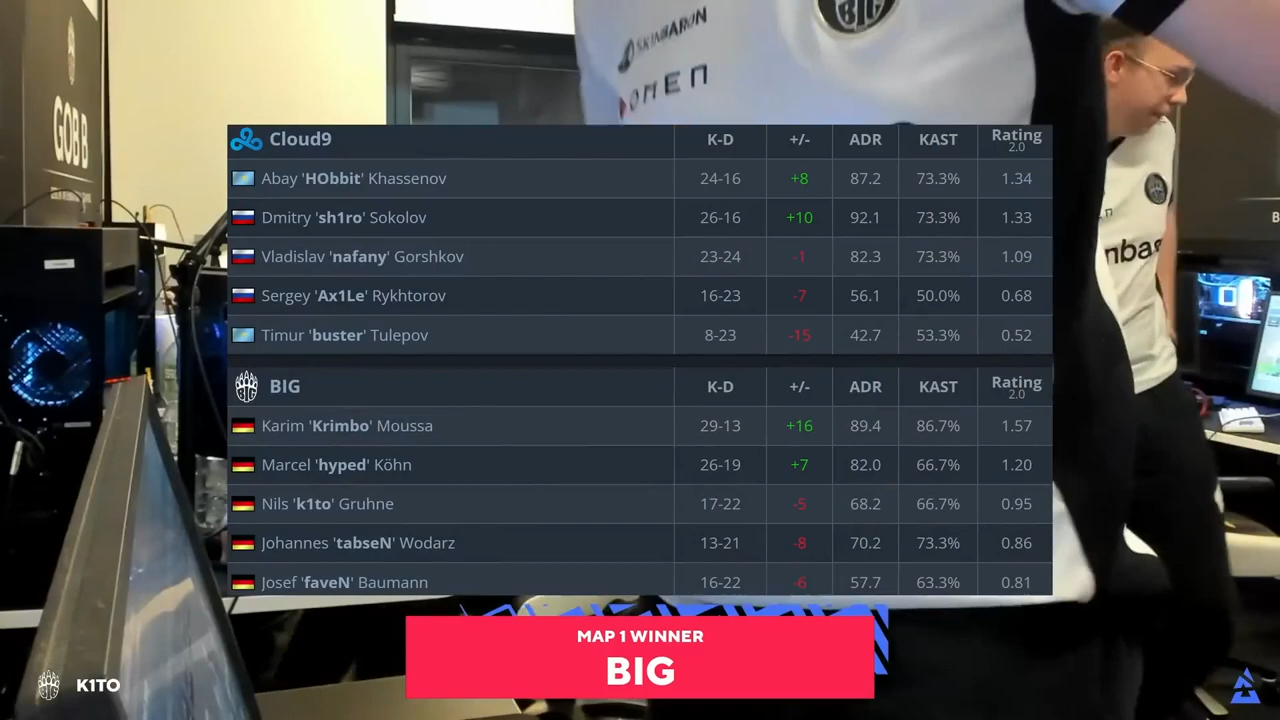 BIG
SKINBARON
OMEN
GOB B
Cloud9 K-D +/- ADR KAST Rating 2.0
Abay 'HObbit' Khassenov 24-16 +8 87.2 73.3% 1.34
Dmitry 'sh1ro' Sokolov 26-16 +10 92.1 73.3% 1.33
Vladislav 'nafany' Gorshkov 23-24 -1 82.3 73.3% 1.09
Sergey 'Ax1Le' Rykhtorov 16-23 -7 56.1 50.0% 0.68
Timur 'buster' Tulepov 8-23 -15 42.7 53.3% 0.52
BIG K-D +/- ADR KAST Rating 2.0
Karim 'Krimbo' Moussa 29-13 +16 89.4 86.7% 1.57
Marcel 'hyped' Köhn 26-19 +7 82.0 66.7% 1.20
Nils 'k1to' Gruhne 17-22 -5 68.2 66.7% 0.95
Johannes 'tabseN' Wodarz 13-21 -8 70.2 73.3% 0.86
Josef 'faveN' Baumann 16-22 -6 57.7 63.3% 0.81
MAP 1 WINNER
BIG
K1TO